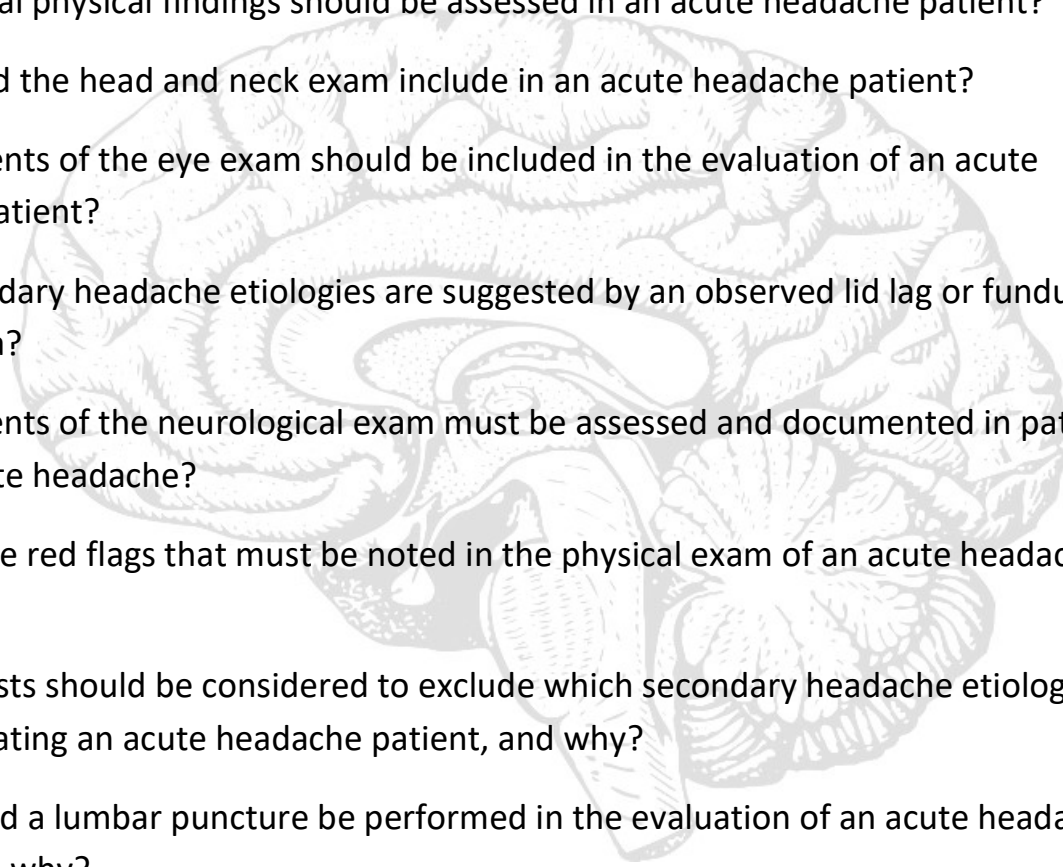 al physical findings should be assessed in an acute headache patient?
d the head and neck exam include in an acute headache patient?
ents of the eye exam should be included in the evaluation of an acute
atient?
dary headache etiologies are suggested by an observed lid lag or fundu
n?
ents of the neurological exam must be assessed and documented in pat
te headache?
e red flags that must be noted in the physical exam of an acute headac
sts should be considered to exclude which secondary headache etiolog
ating an acute headache patient, and why?
d a lumbar puncture be performed in the evaluation of an acute heada
why?